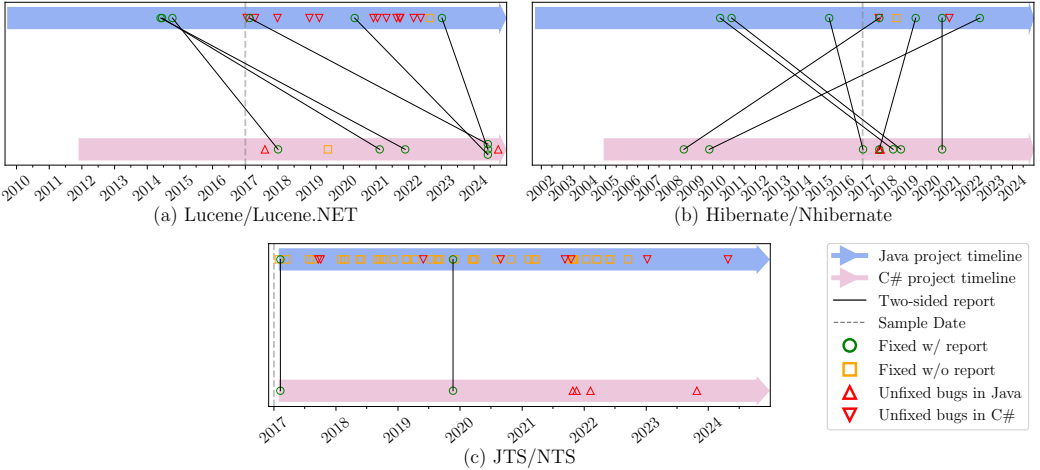 2010 2011 2012 2013 2014 2015 2016 2017 2018 2019 2020 2021 2022 2023 2024
(a) Lucene/Lucene.NET
2002 2003 2004 2005 2006 2007 2008 2009 2010 2011 2012 2013 2014 2015 2016 2017 2018 2019 2020 2021 2022 2023 2024
(b) Hibernate/Nhibernate
2017 2018 2019 2020 2021 2022 2023 2024
(c) JTS/NTS
Java project timeline
C# project timeline
Two-sided report
Sample Date
Fixed w/ report
Fixed w/o report
Unfixed bugs in Java
Unfixed bugs in C#